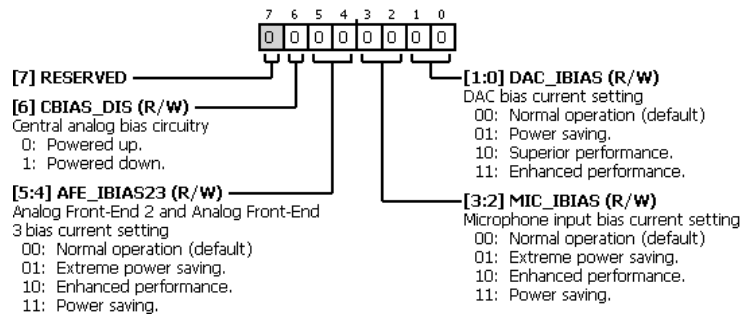 7 6 5 4 3 2 1 0
0 0 0 0 0 0 0 0
[7] RESERVED
[6] CBIAS_DIS (R/W)
Central analog bias circuitry
0: Powered up.
1: Powered down.
[5:4] AFE_IBIAS23 (R/W)
Analog Front-End 2 and Analog Front-End
3 bias current setting
00: Normal operation (default)
01: Extreme power saving.
10: Enhanced performance.
11: Power saving.
[1:0] DAC_IBIAS (R/W)
DAC bias current setting
00: Normal operation (default)
01: Power saving.
10: Superior performance.
11: Enhanced performance.
[3:2] MIC_IBIAS (R/W)
Microphone input bias current setting
00: Normal operation (default)
01: Extreme power saving.
10: Enhanced performance.
11: Power saving.